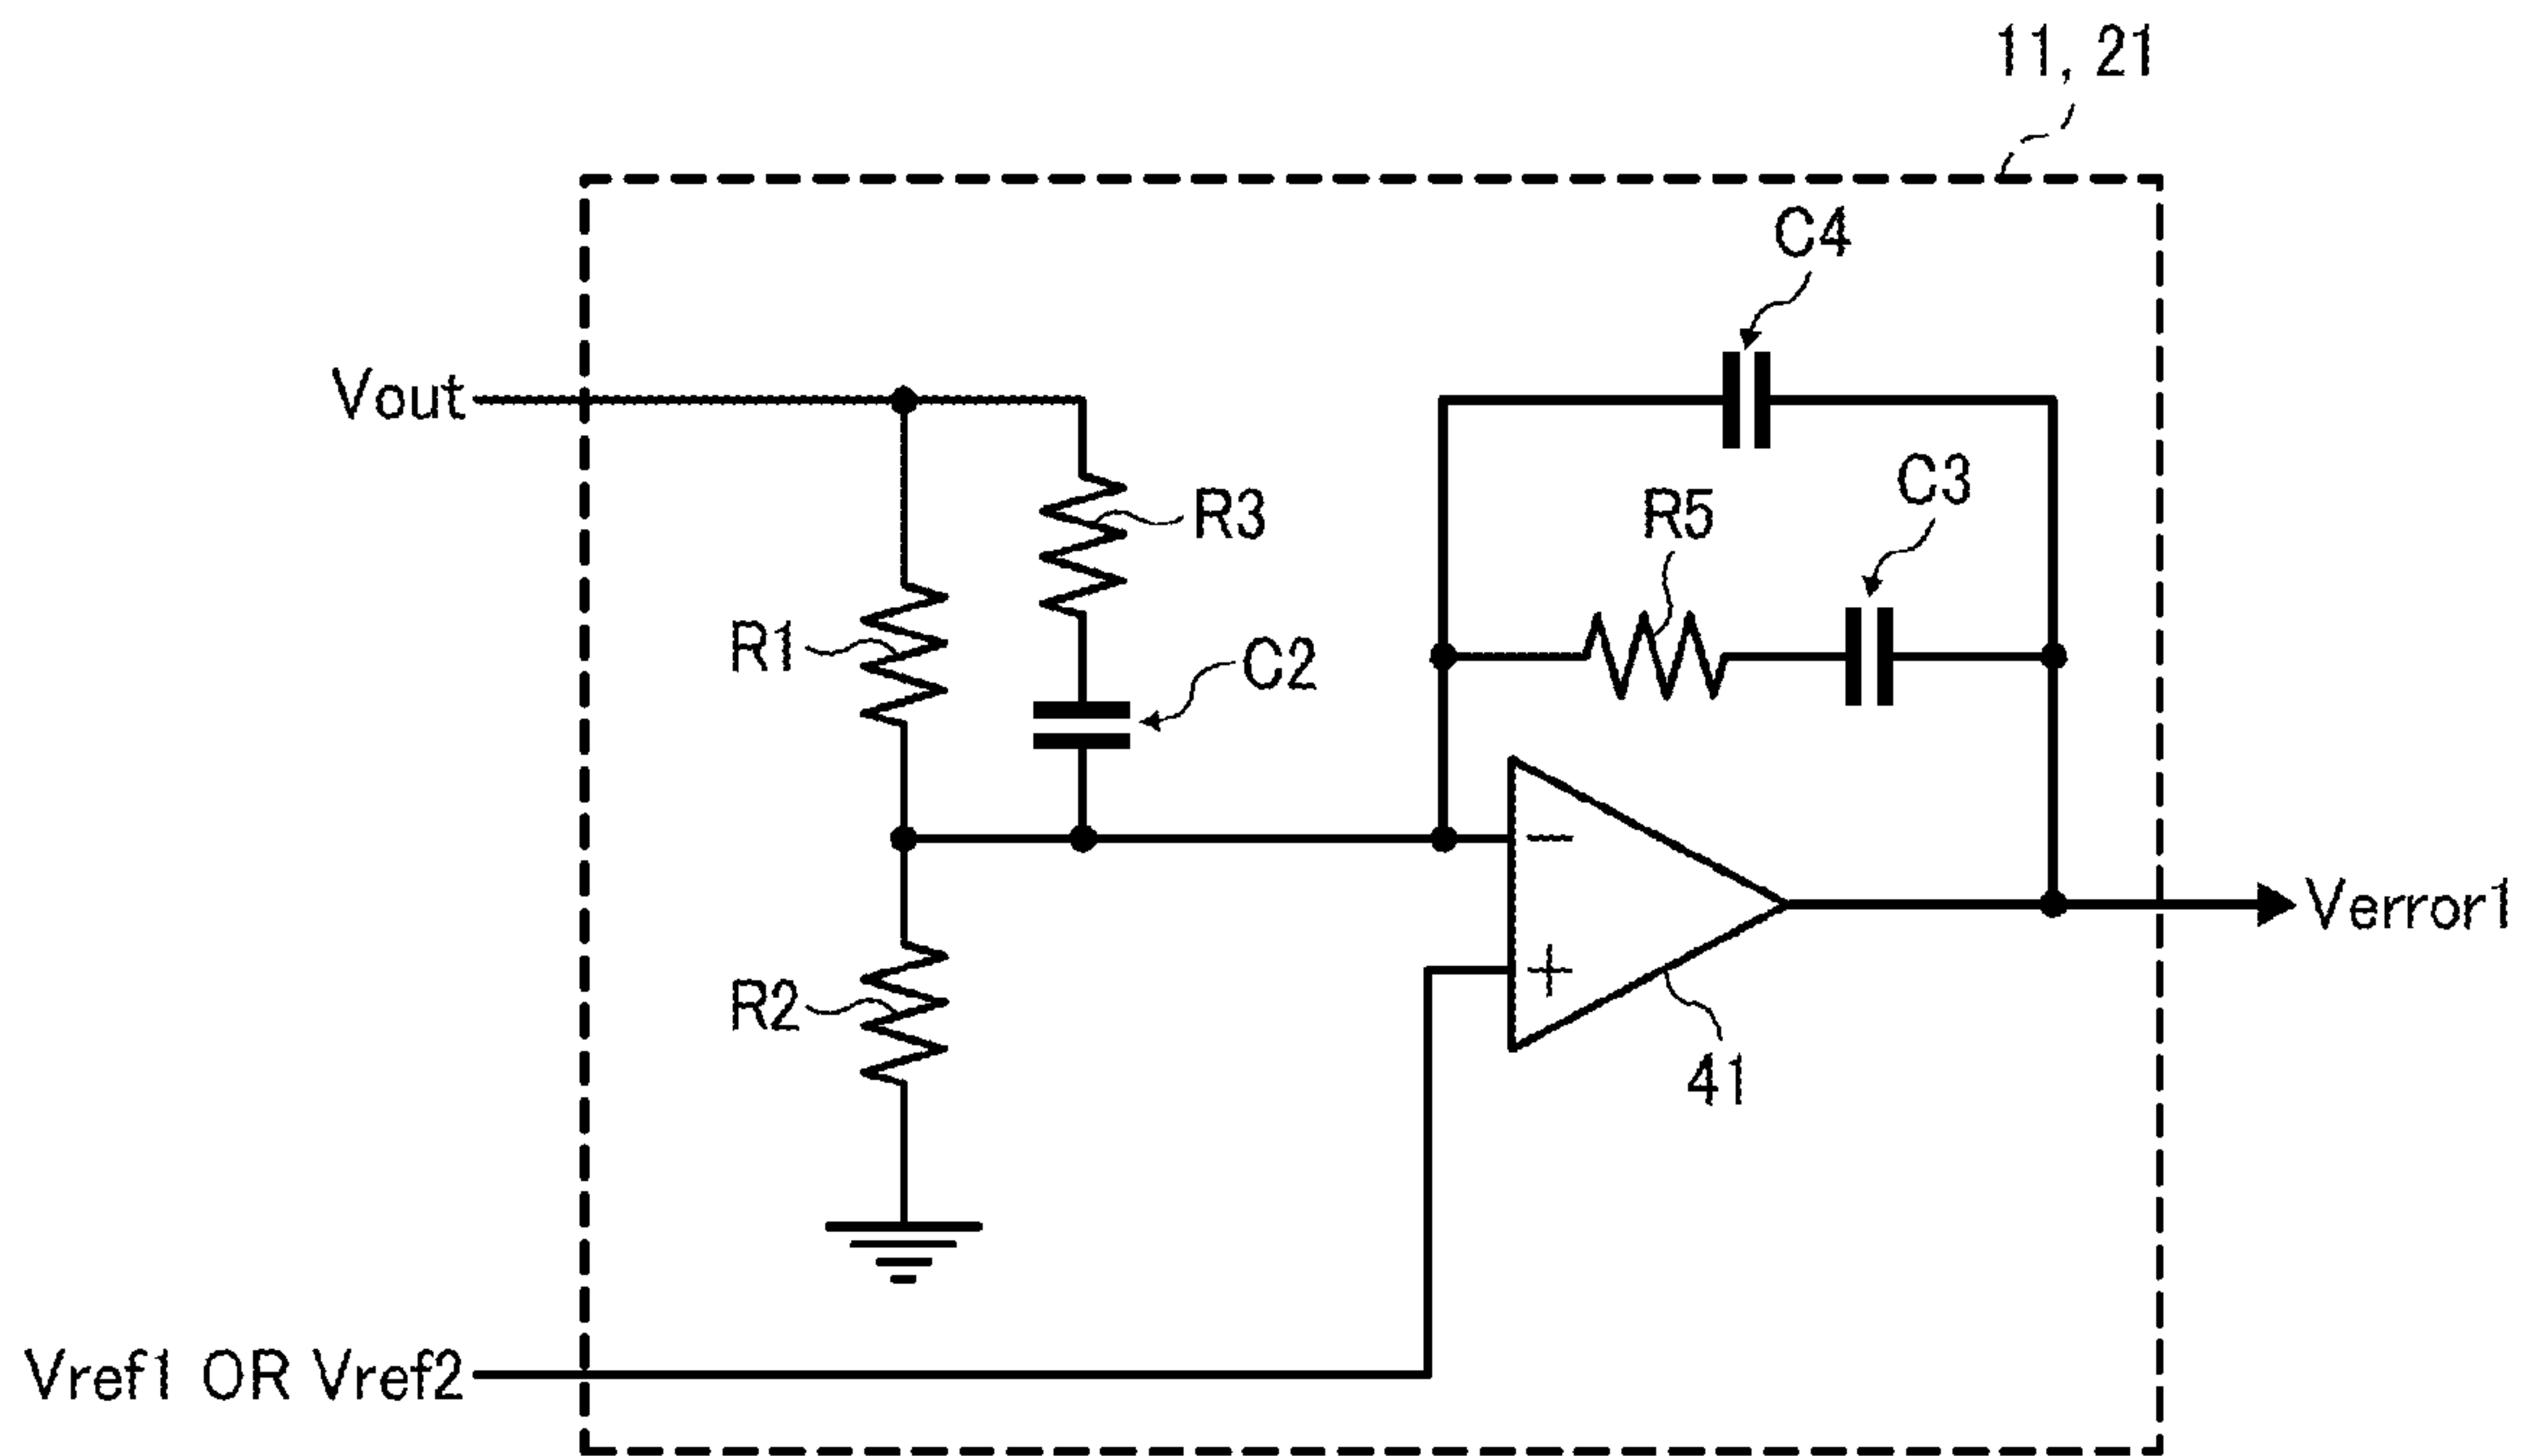 11, 21
C4
Vout
R3
R5
C3
R1
C2
−
Verror1
+
R2
41
Vref1 OR Vref2